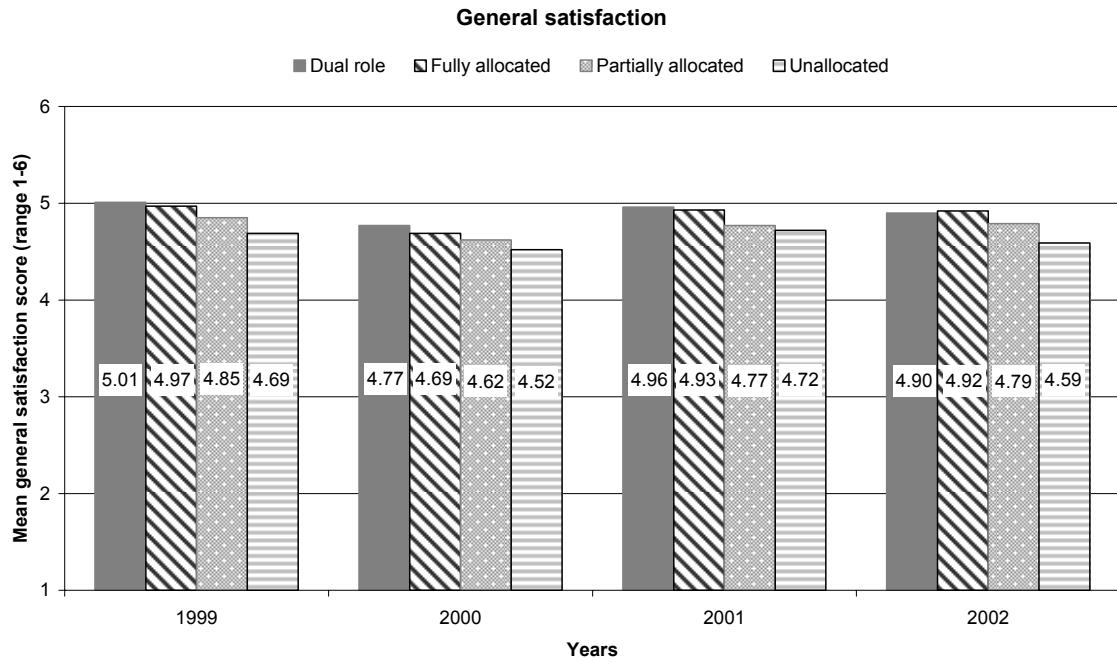 General satisfaction
Dual role Fully allocated Partially allocated Unallocated
Mean general satisfaction score (range 1-6)
6
5
4
3
2
1
5.01 4.97 4.85 4.69 4.77 4.69 4.62 4.52 4.96 4.93 4.77 4.72 4.90 4.92 4.79 4.59
1999 2000 2001 2002
Years